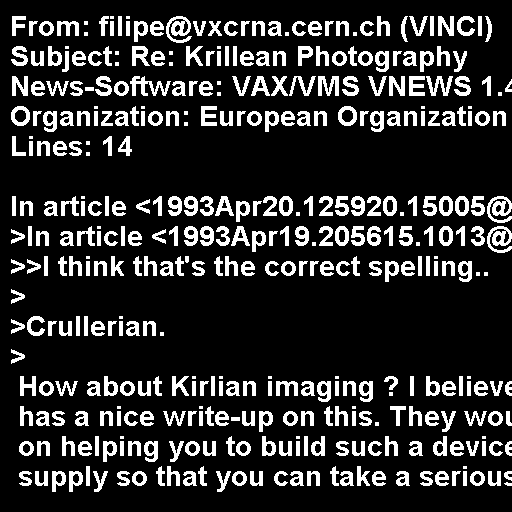 From: filipe@vxcrna.cern.ch (VINCI)
Subject: Re: Krillean Photography
News-Software: VAX/VMS VNEWS 1.4
Organization: European Organization
Lines: 14

In article <1993Apr20.125920.15005@
>In article <1993Apr19.205615.1013@
>>I think that's the correct spelling..
>
>Crullerian.
>
How about Kirlian imaging ? I believe
has a nice write-up on this. They wou
on helping you to build such a device
supply so that you can take a serious